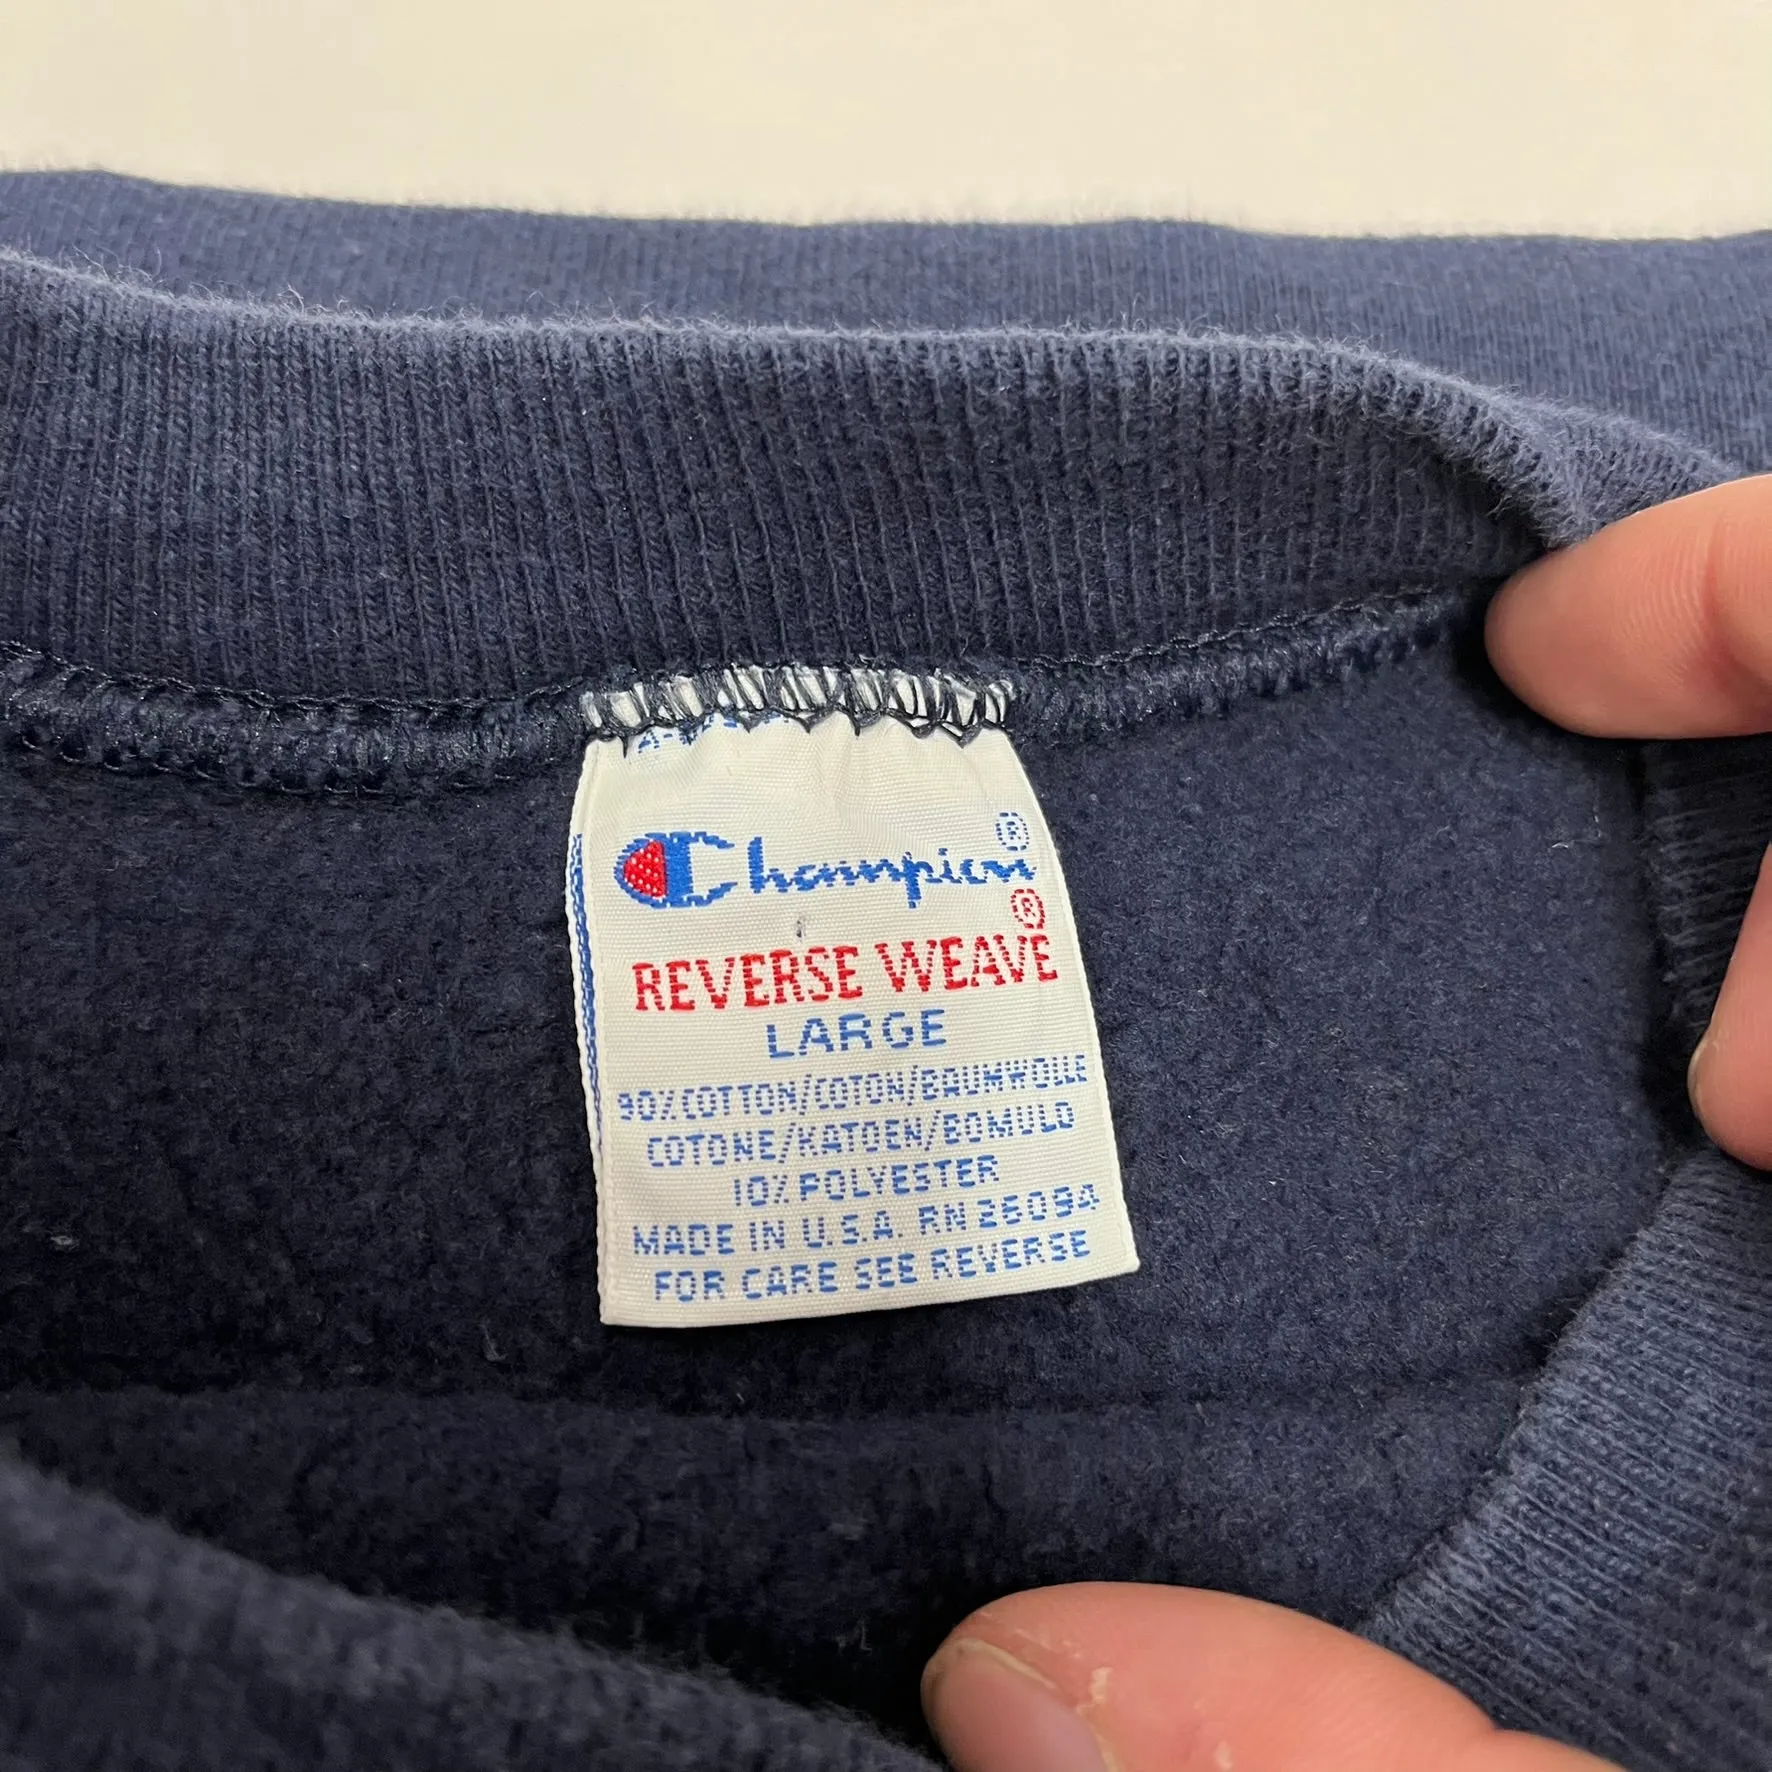 Champion®
REVERSE WEAVE®
LARGE
90% COTTON/COTON/BAUMWOLLE
COTONE/KATOEN/BOMULD
10% POLYESTER
MADE IN U.S.A. RN 26094
FOR CARE SEE REVERSE